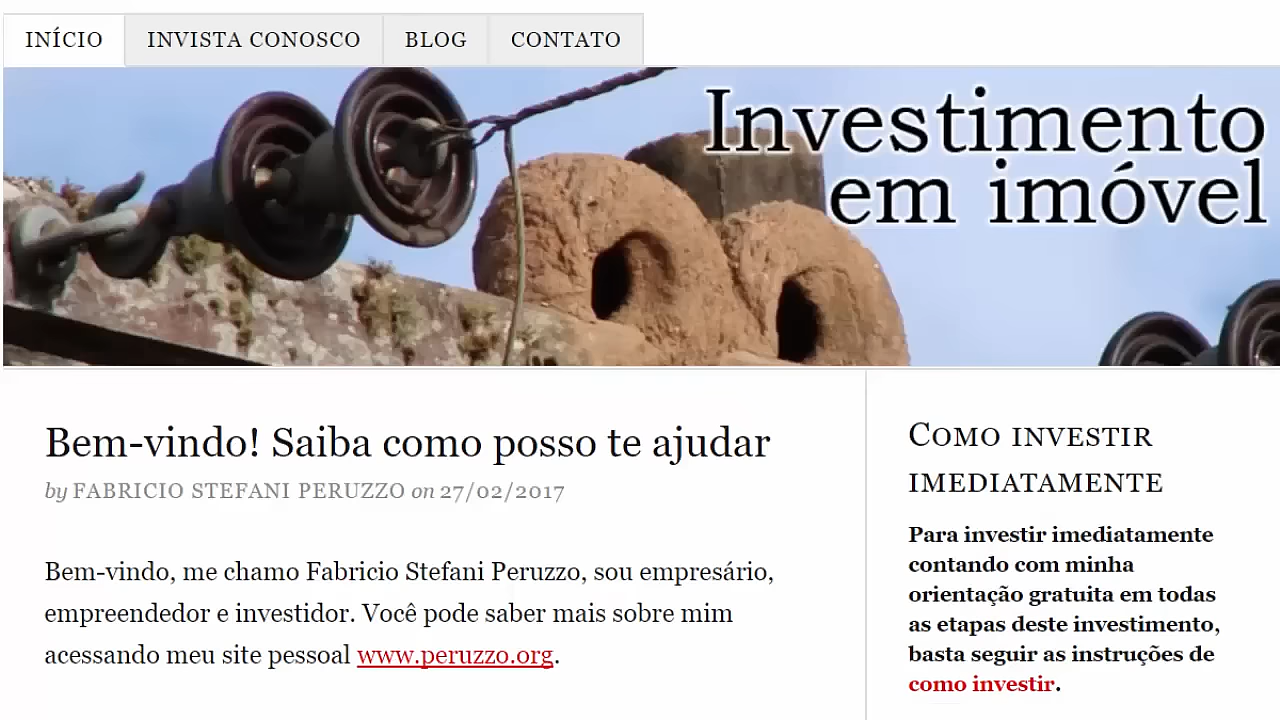 INÍCIO
INVISTA CONOSCO
BLOG
CONTATO
Investimento
em imóvel
Bem-vindo! Saiba como posso te ajudar
by FABRICIO STEFANI PERUZZO on 27/02/2017
Bem-vindo, me chamo Fabricio Stefani Peruzzo, sou empresário,
empreendedor e investidor. Você pode saber mais sobre mim
acessando meu site pessoal www.peruzzo.org.
COMO INVESTIR
IMEDIATAMENTE
Para investir imediatamente
contando com minha
orientação gratuita em todas
as etapas deste investimento,
basta seguir as instruções de
como investir.